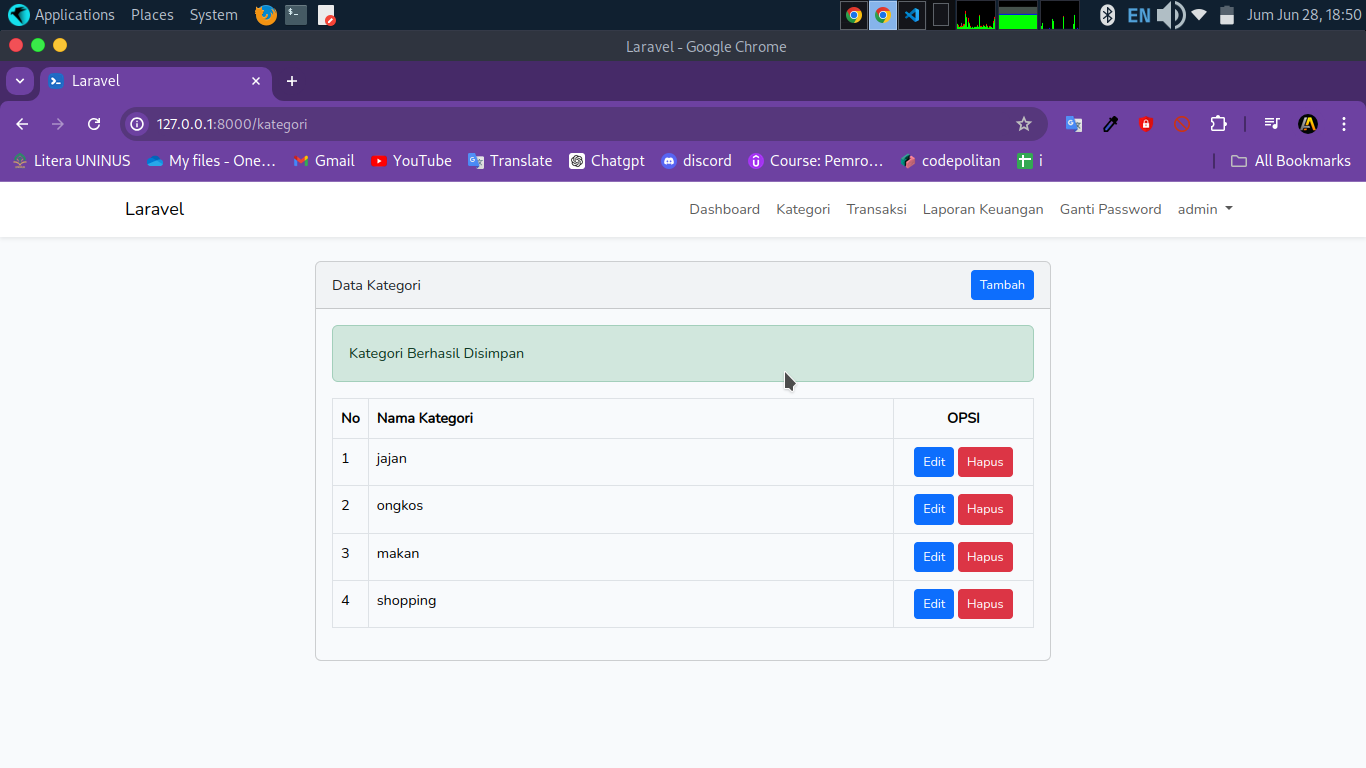 Applications Places System EN Jum Jun 28, 18:50
Laravel - Google Chrome
Laravel
127.0.0.1:8000/kategori
Litera UNINUS My files - One... Gmail YouTube Translate Chatgpt discord Course: Pemro... codepolitan i All Bookmarks
Laravel Dashboard Kategori Transaksi Laporan Keuangan Ganti Password admin
Data Kategori Tambah
Kategori Berhasil Disimpan
No Nama Kategori OPSI
1 jajan Edit Hapus
2 ongkos Edit Hapus
3 makan Edit Hapus
4 shopping Edit Hapus